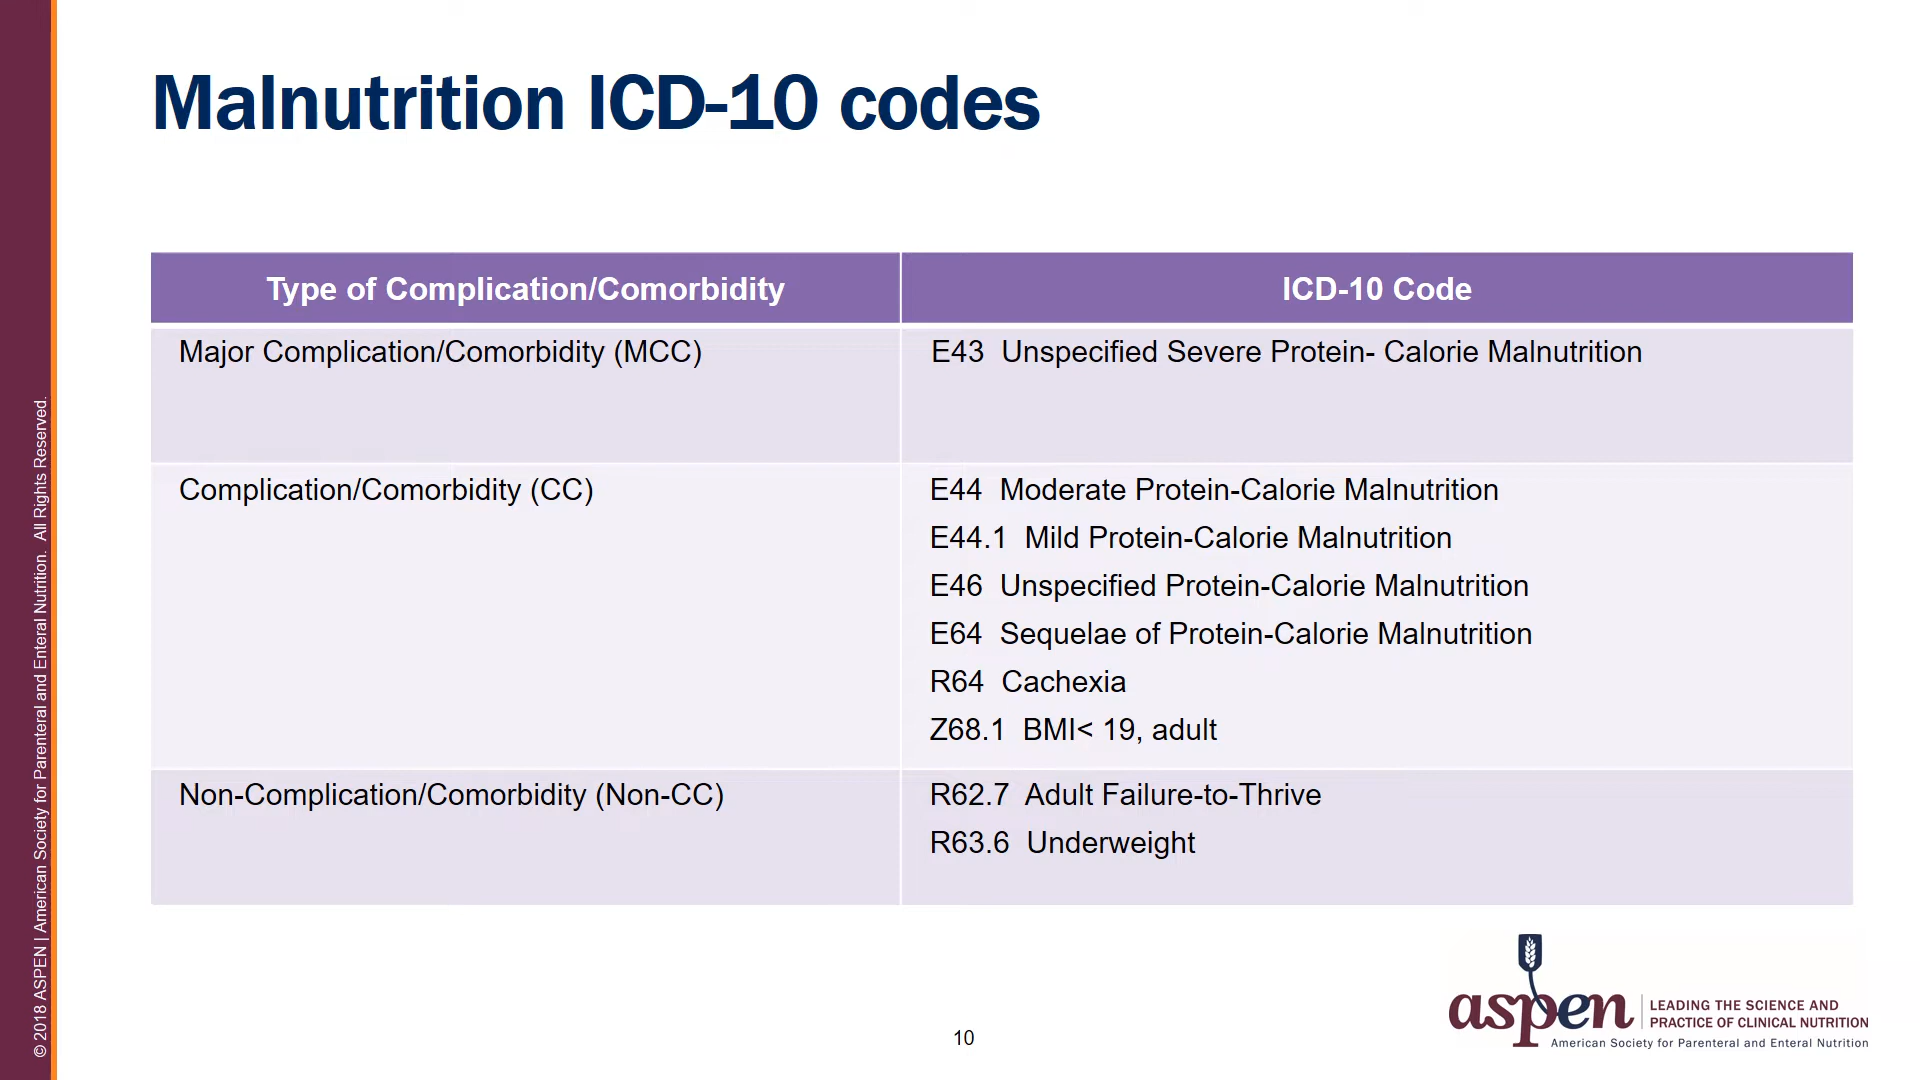 Malnutrition ICD-10 codes
Type of Complication/Comorbidity
ICD-10 Code
Major Complication/Comorbidity (MCC)
E43 Unspecified Severe Protein- Calorie Malnutrition
Complication/Comorbidity (CC)
E44 Moderate Protein-Calorie Malnutrition
E44.1 Mild Protein-Calorie Malnutrition
E46 Unspecified Protein-Calorie Malnutrition
E64 Sequelae of Protein-Calorie Malnutrition
R64 Cachexia
Z68.1 BMI< 19, adult
Non-Complication/Comorbidity (Non-CC)
R62.7 Adult Failure-to-Thrive
R63.6 Underweight
© 2018 ASPEN | American Society for Parenteral and Enteral Nutrition. All Rights Reserved.
10
aspen
LEADING THE SCIENCE AND
PRACTICE OF CLINICAL NUTRITION
American Society for Parenteral and Enteral Nutrition